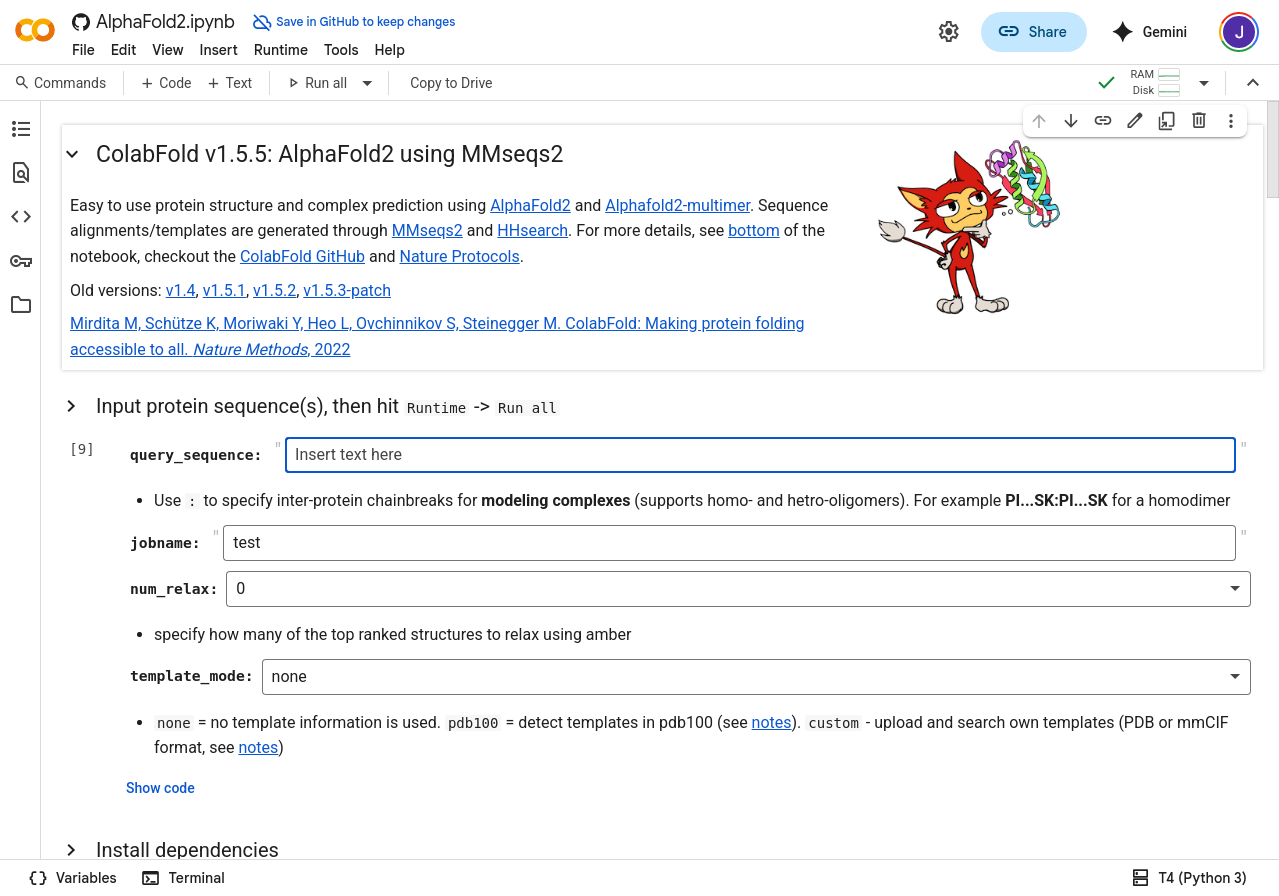 AlphaFold2.ipynb Save in GitHub to keep changes
File Edit View Insert Runtime Tools Help
Share Gemini J
Commands + Code + Text Run all Copy to Drive RAM
Disk
ColabFold v1.5.5: AlphaFold2 using MMseqs2
Easy to use protein structure and complex prediction using AlphaFold2 and Alphafold2-multimer. Sequence
alignments/templates are generated through MMseqs2 and HHsearch. For more details, see bottom of the
notebook, checkout the ColabFold GitHub and Nature Protocols.
Old versions: v1.4, v1.5.1, v1.5.2, v1.5.3-patch
Mirdita M, Schütze K, Moriwaki Y, Heo L, Ovchinnikov S, Steinegger M. ColabFold: Making protein folding
accessible to all. Nature Methods, 2022
Input protein sequence(s), then hit Runtime -> Run all
[9] query_sequence: " Insert text here "
• Use : to specify inter-protein chainbreaks for modeling complexes (supports homo- and hetro-oligomers). For example PI...SK:PI...SK for a homodimer
jobname: " test "
num_relax: 0
• specify how many of the top ranked structures to relax using amber
template_mode: none
• none = no template information is used. pdb100 = detect templates in pdb100 (see notes). custom - upload and search own templates (PDB or mmCIF
format, see notes)
Show code
Install dependencies
Variables Terminal T4 (Python 3)